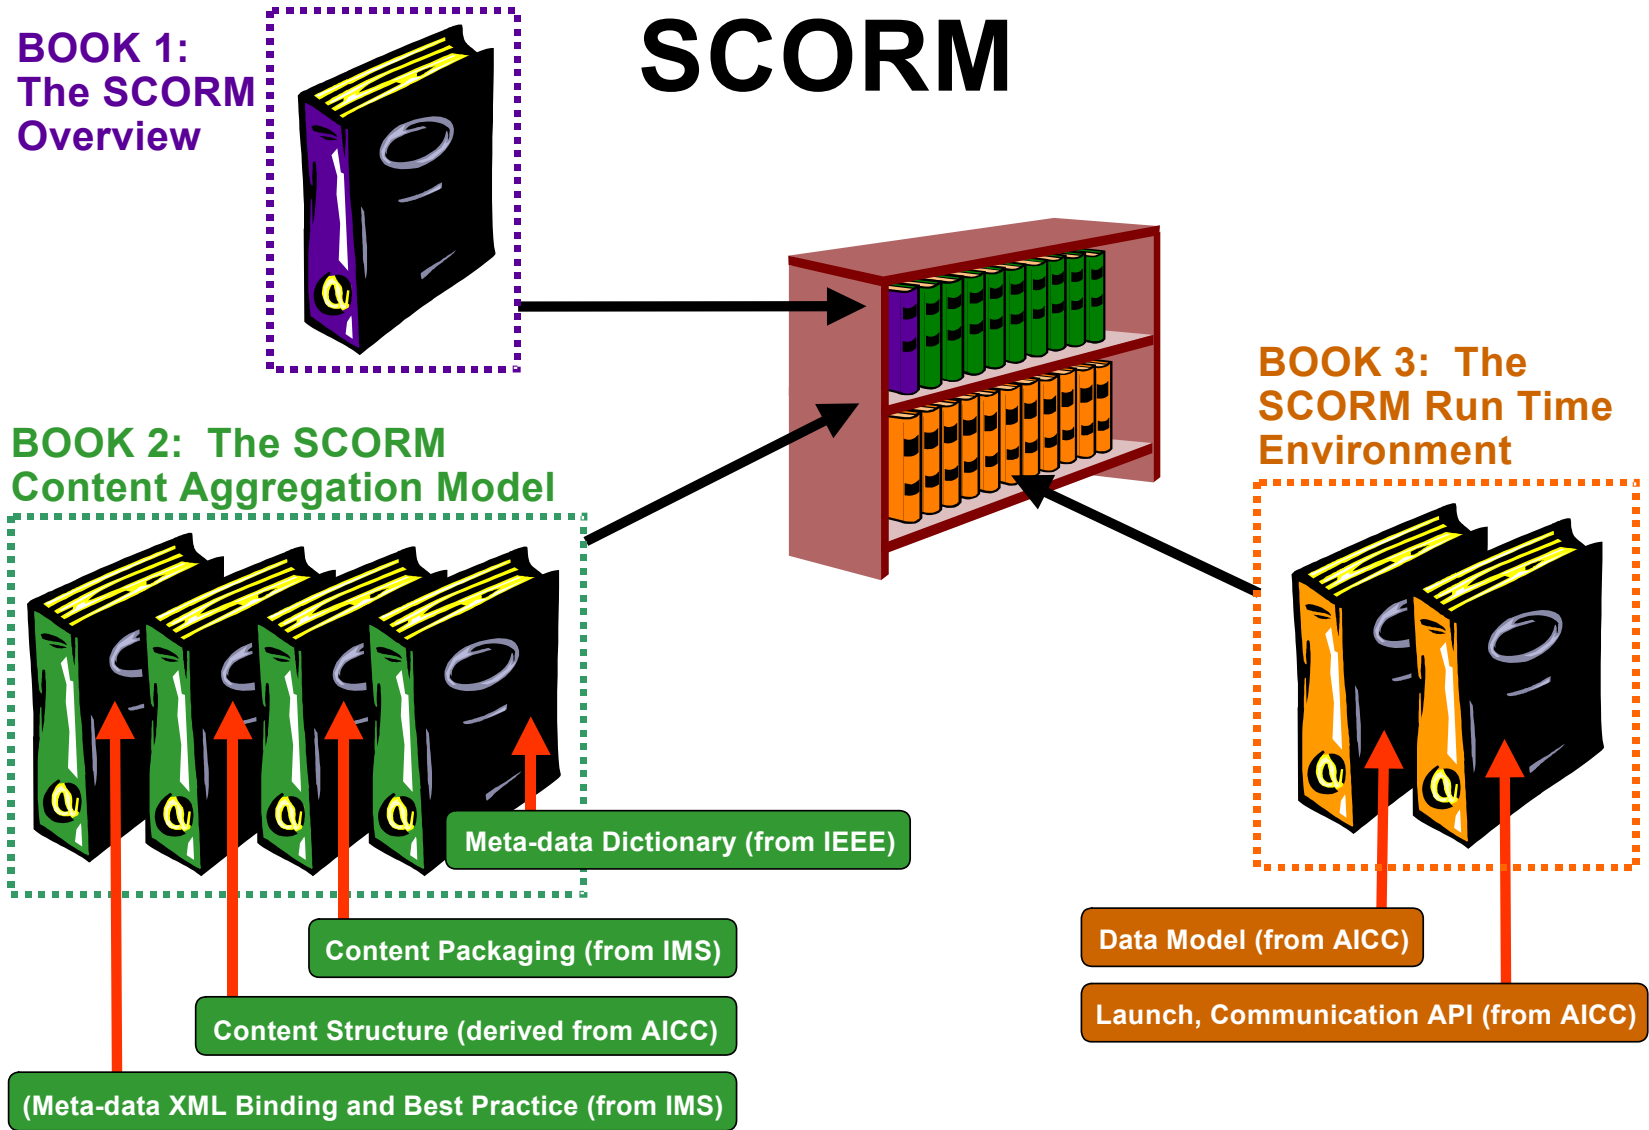 SCORM
BOOK 1:
The SCORM
Overview
BOOK 2:  The SCORM
Content Aggregation Model
BOOK 3:  The
SCORM Run Time
Environment
Meta-data Dictionary (from IEEE)
Content Packaging (from IMS)
Content Structure (derived from AICC)
(Meta-data XML Binding and Best Practice (from IMS)
Data Model (from AICC)
Launch, Communication API (from AICC)